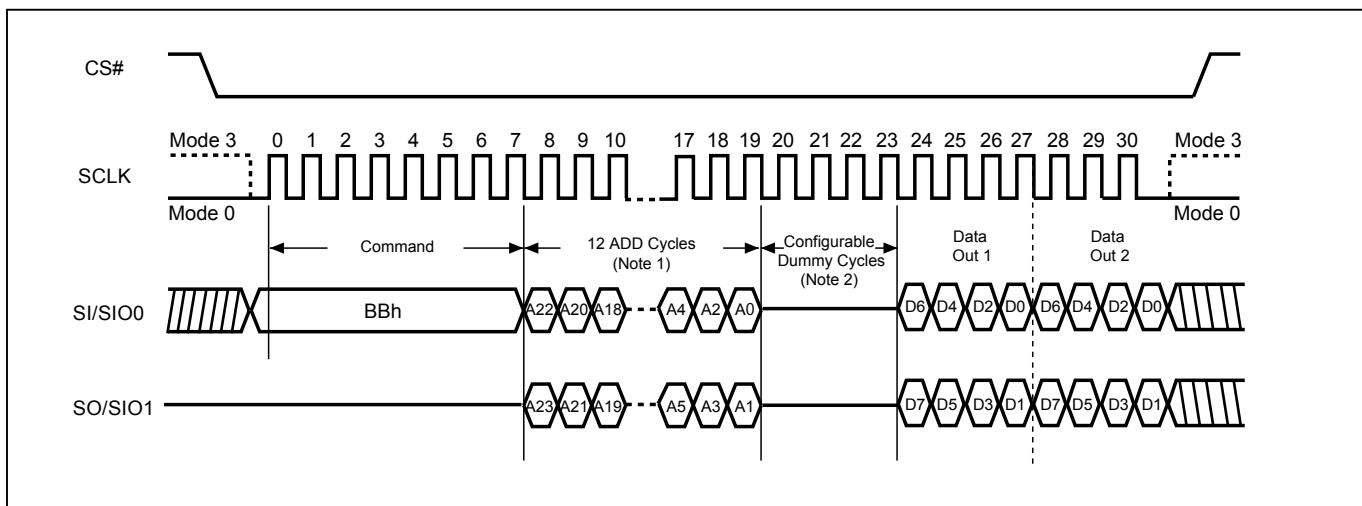 CS#
Mode 3 0 1 2 3 4 5 6 7 8 9 10 17 18 19 20 21 22 23 24 25 26 27 28 29 30 Mode 3
SCLK
Mode 0 Mode 0
Command 12 ADD Cycles (Note 1) Configurable Dummy Cycles (Note 2) Data Out 1 Data Out 2
SI/SIO0 BBh A22 A20 A18 A4 A2 A0 D6 D4 D2 D0 D6 D4 D2 D0
SO/SIO1 A23 A21 A19 A5 A3 A1 D7 D5 D3 D1 D7 D5 D3 D1